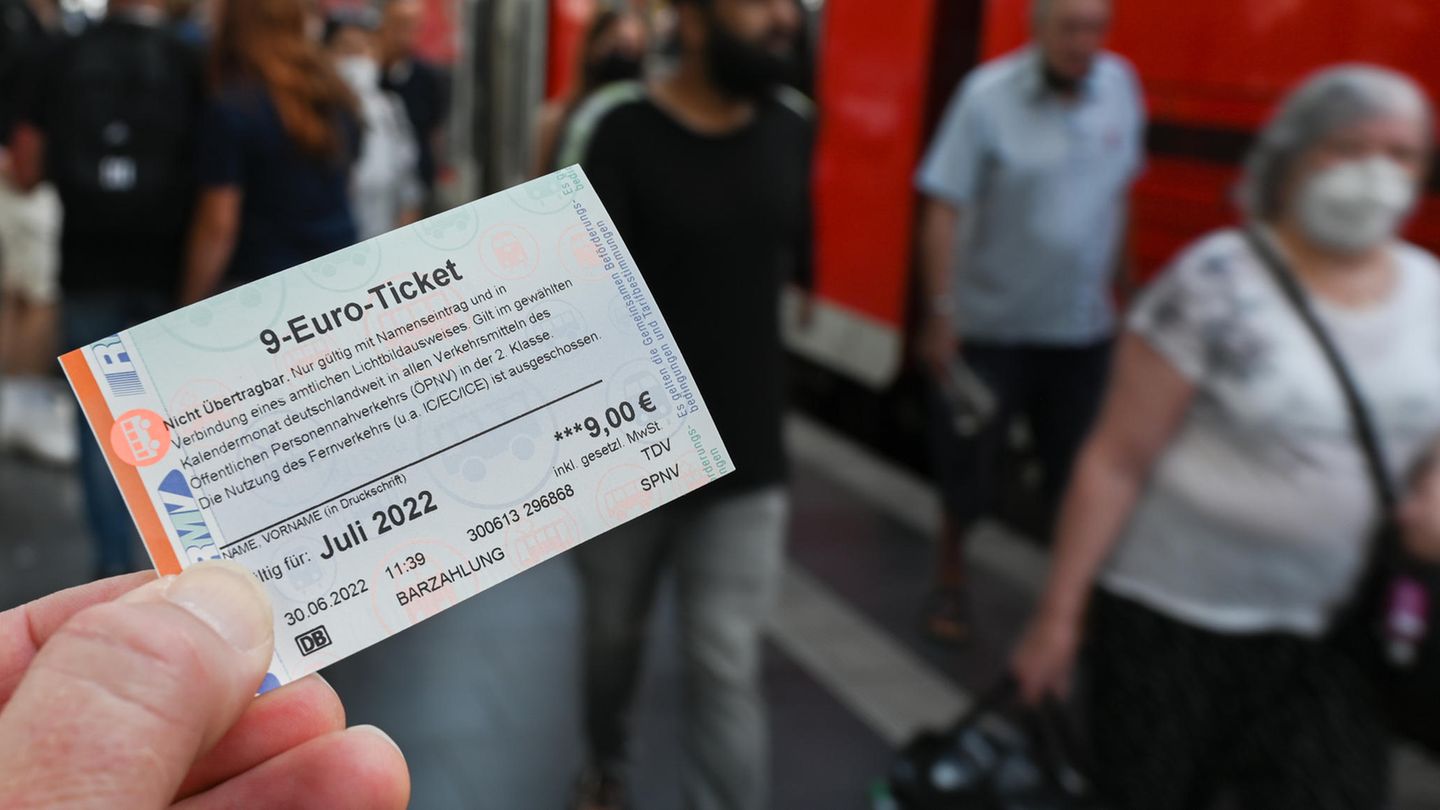 9-Euro-Ticket
Nicht Übertragbar. Nur gültig mit Namenseintrag und in
Verbindung eines amtlichen Lichtbildausweises. Gilt im gewählten
Kalendermonat deutschlandweit in allen Verkehrsmitteln des
Öffentlichen Personennahverkehrs (ÖPNV) in der 2. Klasse.
Die Nutzung des Fernverkehrs (u.a. IC/EC/ICE) ist ausgeschlossen.
***9,00 €
NAME, VORNAME (in Druckschrift)
inkl. gesetzl. MwSt
ltig für: Juli 2022
TDV
30.06.2022 11:39 300613 296868 SPNV
BARZAHLUNG
DB
RMV
Es gelten die Gemeinsamen Beförderungs-
bedingungen und Tarifbestimmungen